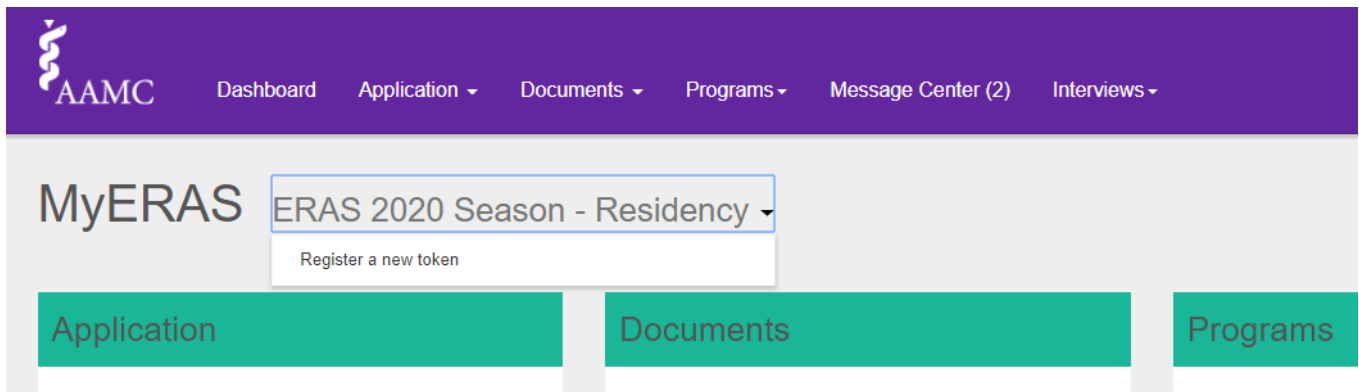 AAMC
Dashboard Application Documents Programs Message Center (2) Interviews
MyERAS ERAS 2020 Season - Residency
Register a new token
Application Documents Programs